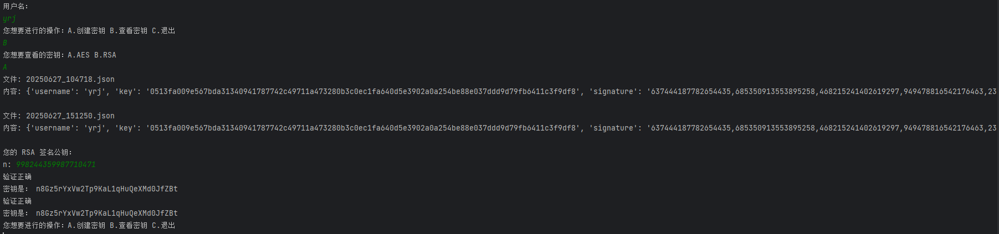 用户名:
yrj
您想要进行的操作: A.创建密钥 B.查看密钥 C.退出
B
您想要查看的密钥: A.AES B.RSA
A
文件: 20250627_104718.json
内容: {'username': 'yrj', 'key': '0513fa009e567bda31340941787742c49711a473280b3c0ec1fa640d5e3902a0a254be88e037ddd9d79fb6411c3f9df8', 'signature': '637444187782654435,685350913553895258,468215241402619297,949478816542176463,23
文件: 20250627_151250.json
内容: {'username': 'yrj', 'key': '0513fa009e567bda31340941787742c49711a473280b3c0ec1fa640d5e3902a0a254be88e037ddd9d79fb6411c3f9df8', 'signature': '637444187782654435,685350913553895258,468215241402619297,949478816542176463,23
您的 RSA 签名公钥:
n: 998244359987710471
验证正确
密钥是: n8Gz5rYxVw2Tp9KaL1qHuQeXMd0JfZBt
验证正确
密钥是: n8Gz5rYxVw2Tp9KaL1qHuQeXMd0JfZBt
您想要进行的操作: A.创建密钥 B.查看密钥 C.退出